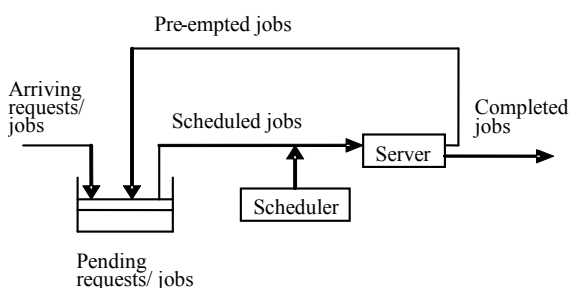 Pre-empted jobs
Arriving
requests/
jobs
Scheduled jobs
Completed
jobs
Server
Scheduler
Pending
requests/ jobs